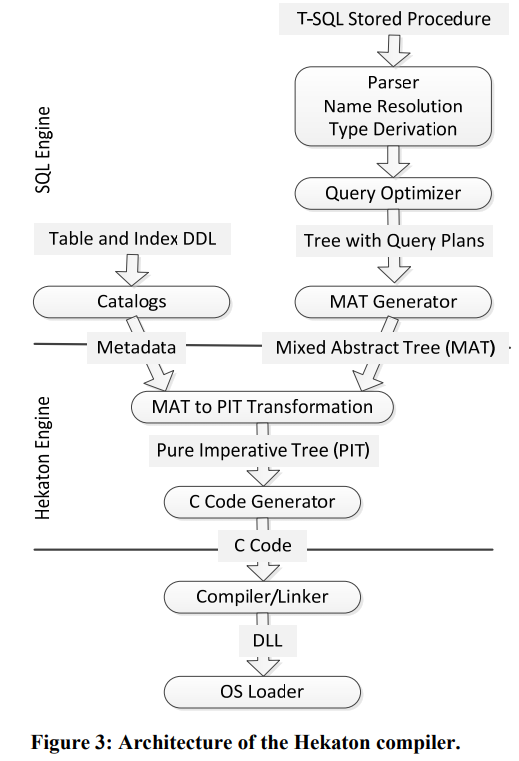 T-SQL Stored Procedure
Parser
Name Resolution
Type Derivation
SQL Engine
Query Optimizer
Table and Index DDL
Tree with Query Plans
Catalogs
MAT Generator
Metadata
Mixed Abstract Tree (MAT)
MAT to PIT Transformation
Hekaton Engine
Pure Imperative Tree (PIT)
C Code Generator
C Code
Compiler/Linker
DLL
OS Loader
Figure 3: Architecture of the Hekaton compiler.